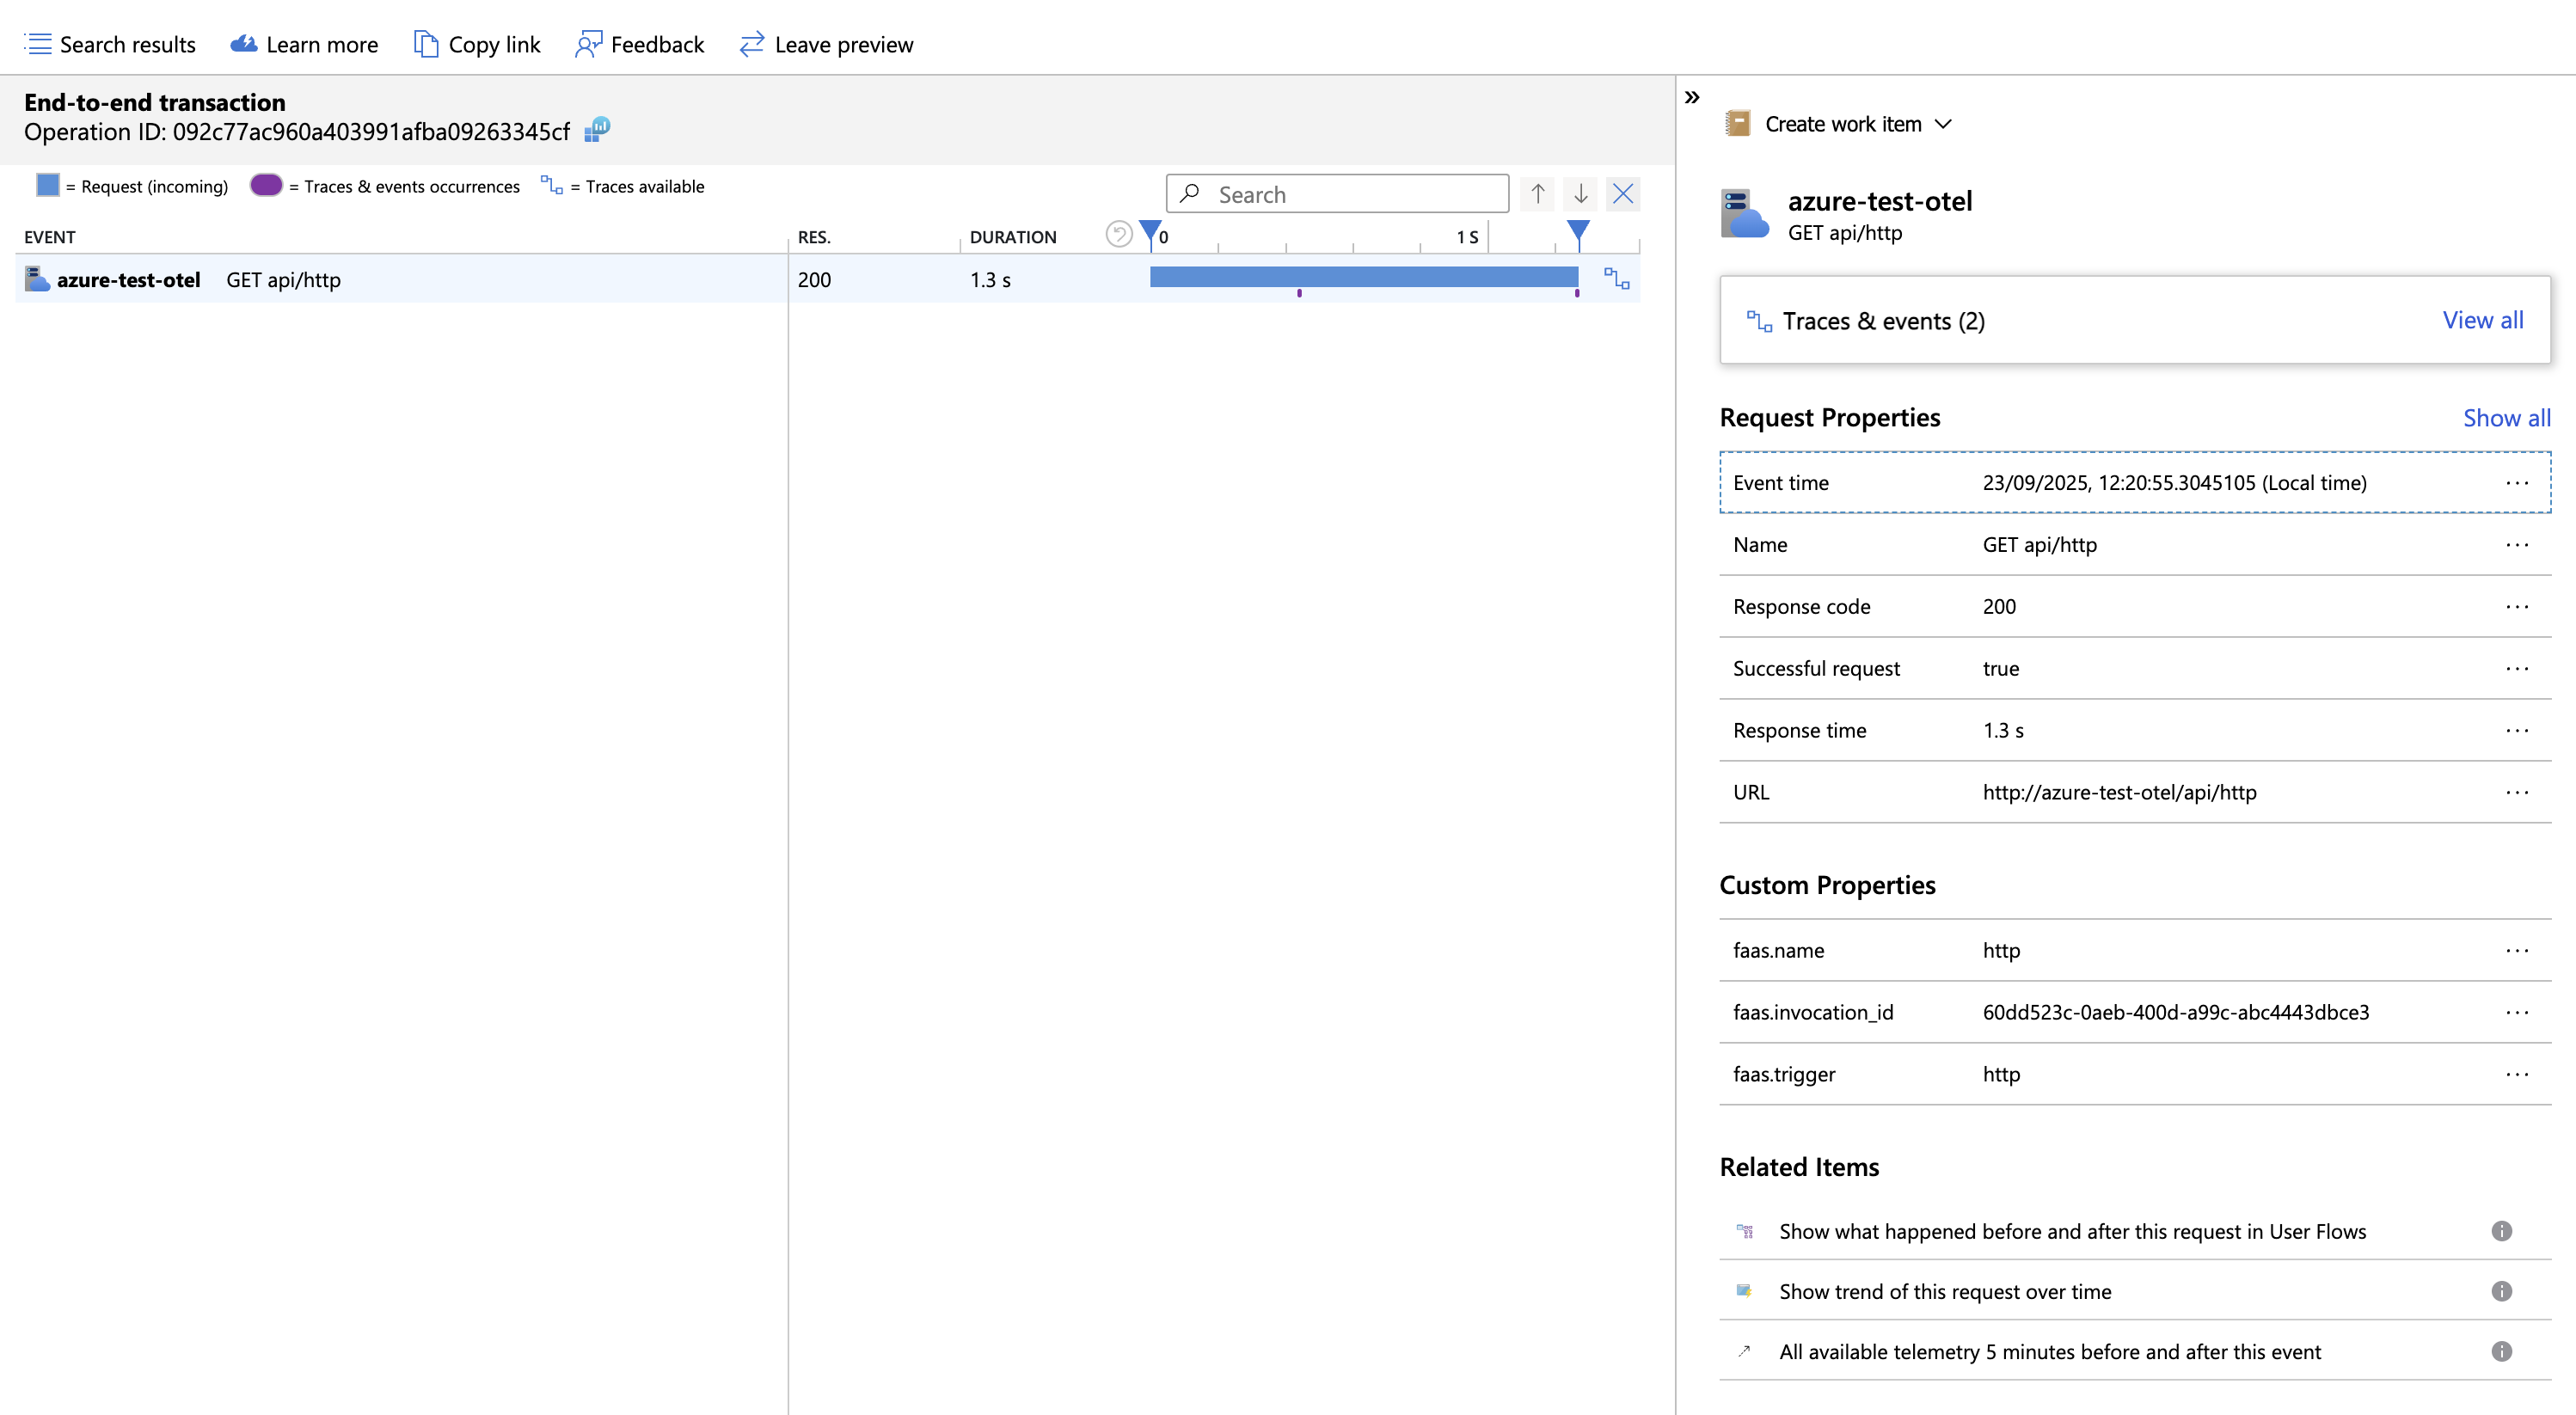 Search results Learn more Copy link Feedback Leave preview
End-to-end transaction
Operation ID: 092c77ac960a403991afba09263345cf
= Request (incoming) = Traces & events occurrences = Traces available
Search
EVENT RES. DURATION 0 1 S
azure-test-otel GET api/http 200 1.3 s
Create work item
azure-test-otel
GET api/http
Traces & events (2) View all
Request Properties Show all
Event time 23/09/2025, 12:20:55.3045105 (Local time)
Name GET api/http
Response code 200
Successful request true
Response time 1.3 s
URL http://azure-test-otel/api/http
Custom Properties
faas.name http
faas.invocation_id 60dd523c-0aeb-400d-a99c-abc4443dbce3
faas.trigger http
Related Items
Show what happened before and after this request in User Flows
Show trend of this request over time
All available telemetry 5 minutes before and after this event